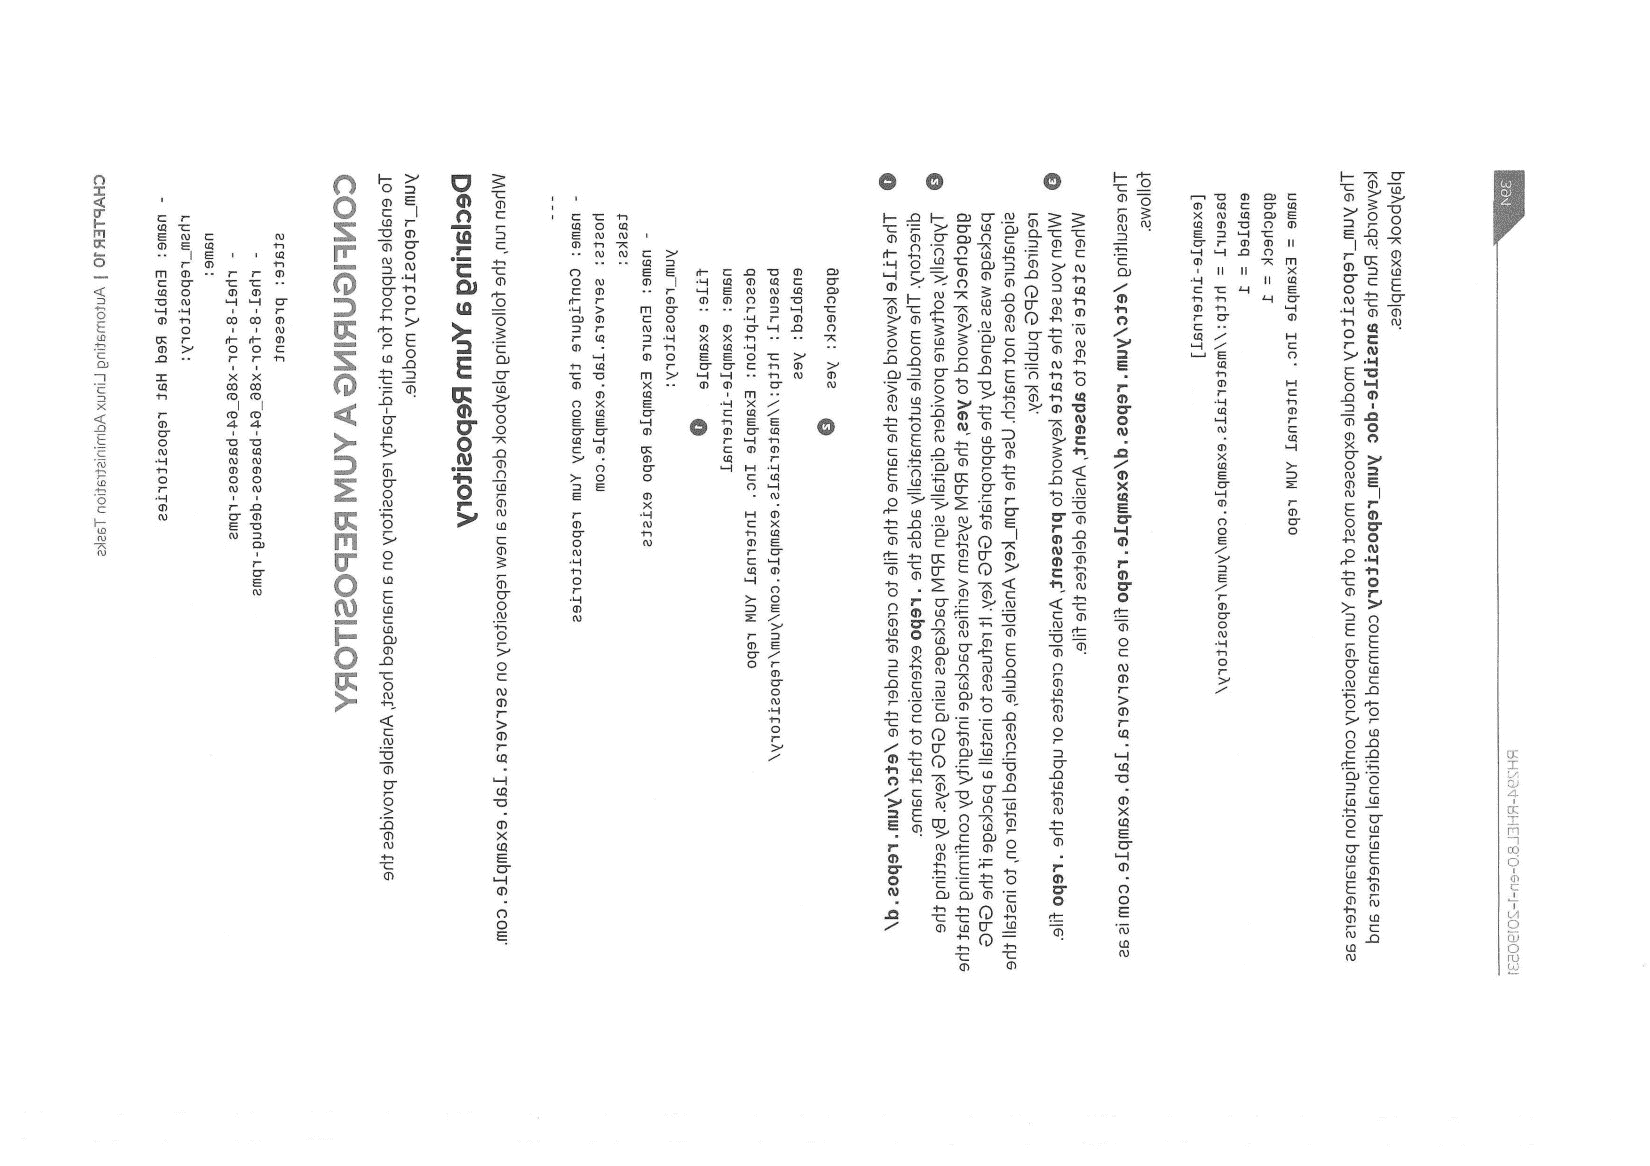 CHAPTER 10 | Automating Linux Administration Tasks
- name: Enable Red Hat repositories
rhsm_repository:
name:
- rhel-8-for-x86_64-baseos-rpms
- rhel-8-for-x86_64-baseos-debug-rpms
state: present
CONFIGURING A YUM REPOSITORY
To enable support for a third-party repository on a managed host, Ansible provides the
yum_repository module.
Declaring a Yum Repository
When run, the following playbook declares a new repository on servera.lab.example.com.
---
- name: Configure the company Yum repositories
hosts: servera.lab.example.com
tasks:
- name: Ensure Example Repo exists
yum_repository:
file: example 1
name: example-internal
description: Example Inc. Internal YUM repo
baseurl: http://materials.example.com/yum/repository/
enabled: yes
gpgcheck: yes 2
1 The file keyword gives the name of the file to create under the /etc/yum.repos.d/
directory. The module automatically adds the .repo extension to that name.
2 Typically, software providers digitally sign RPM packages using GPG keys. By setting the
gpgcheck keyword to yes, the RPM system verifies package integrity by confirming that the
package was signed by the appropriate GPG key. It refuses to install a package if the GPG
signature does not match. Use the rpm_key Ansible module, described later on, to install the
required GPG public key.
3 When you set the state keyword to present, Ansible creates or updates the .repo file.
When state is set to absent, Ansible deletes the file.
The resulting /etc/yum.repos.d/example.repo file on servera.lab.example.com is as
follows.
[example-internal]
baseurl = http://materials.example.com/yum/repository/
enabled = 1
gpgcheck = 1
name = Example Inc. Internal YUM repo
The yum_repository module exposes most of the Yum repository configuration parameters as
keywords. Run the ansible-doc yum_repository command for additional parameters and
playbook examples.
394
RH294-RHEL8.0-en-1-20190531